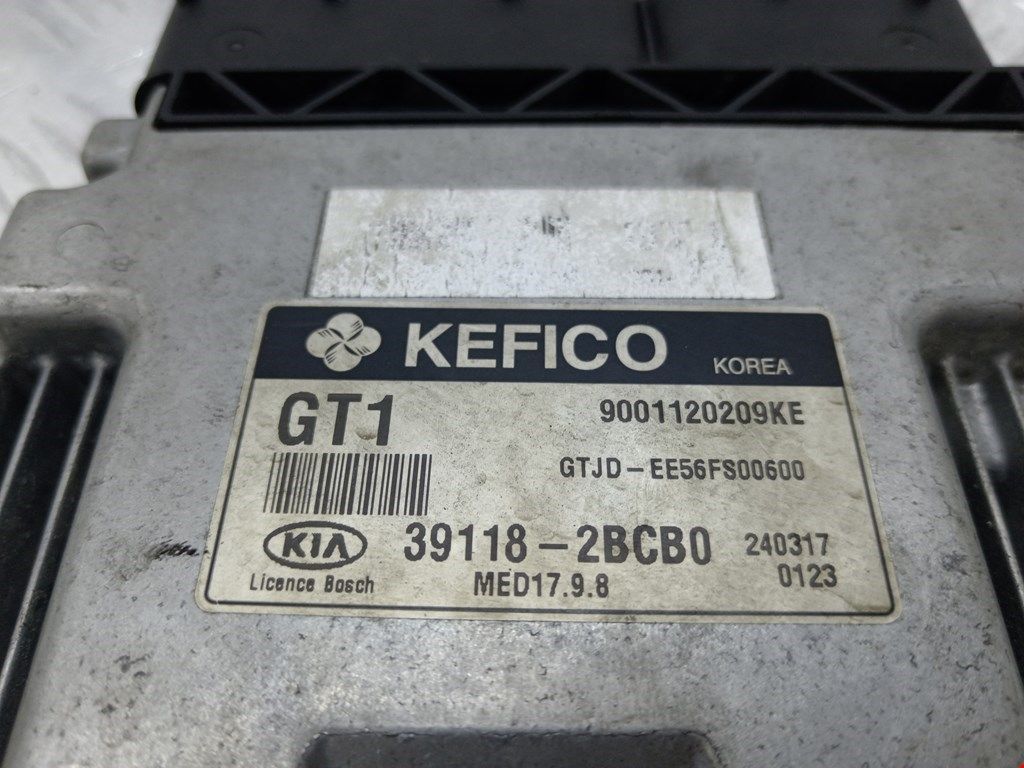 KEFICO KOREA
GT1 9001120209KE
GTJD-EE56FS00600
KIA 39118-2BCB0 240317
Licence Bosch MED17.9.8 0123